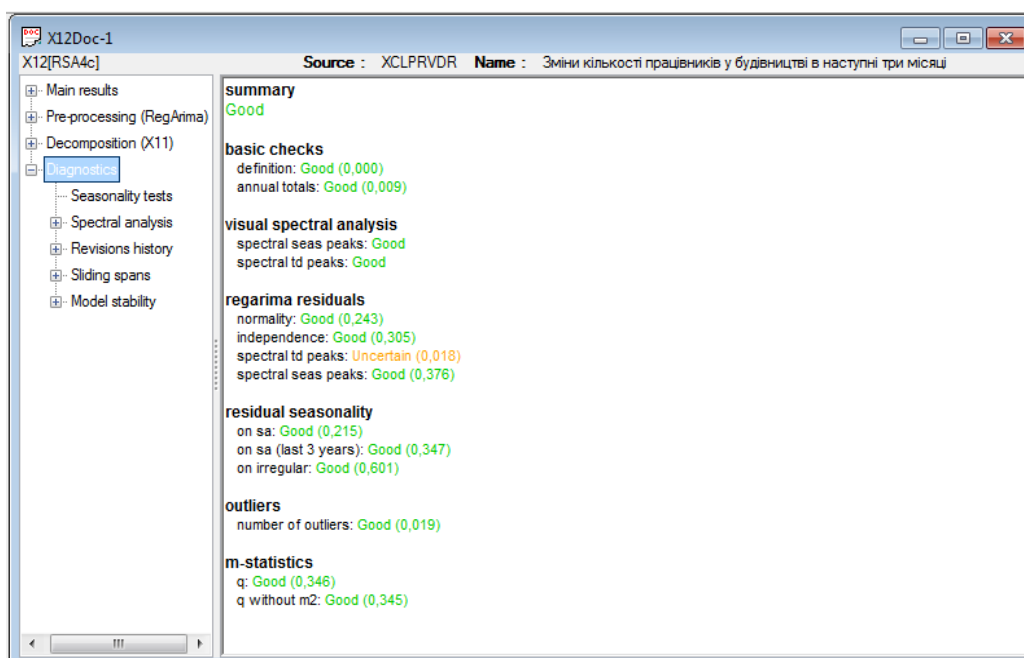 X12Doc-1
X12[RSA4c] Source : XCLPRVDR Name : Зміни кількості працівників у будівництві в наступні три місяці
Main results
Pre-processing (RegArima)
Decomposition (X11)
Diagnostics
Seasonality tests
Spectral analysis
Revisions history
Sliding spans
Model stability
summary
Good
basic checks
definition: Good (0,000)
annual totals: Good (0,009)
visual spectral analysis
spectral seas peaks: Good
spectral td peaks: Good
regarima residuals
normality: Good (0,243)
independence: Good (0,305)
spectral td peaks: Uncertain (0,018)
spectral seas peaks: Good (0,376)
residual seasonality
on sa: Good (0,215)
on sa (last 3 years): Good (0,347)
on irregular: Good (0,601)
outliers
number of outliers: Good (0,019)
m-statistics
q: Good (0,346)
q without m2: Good (0,345)